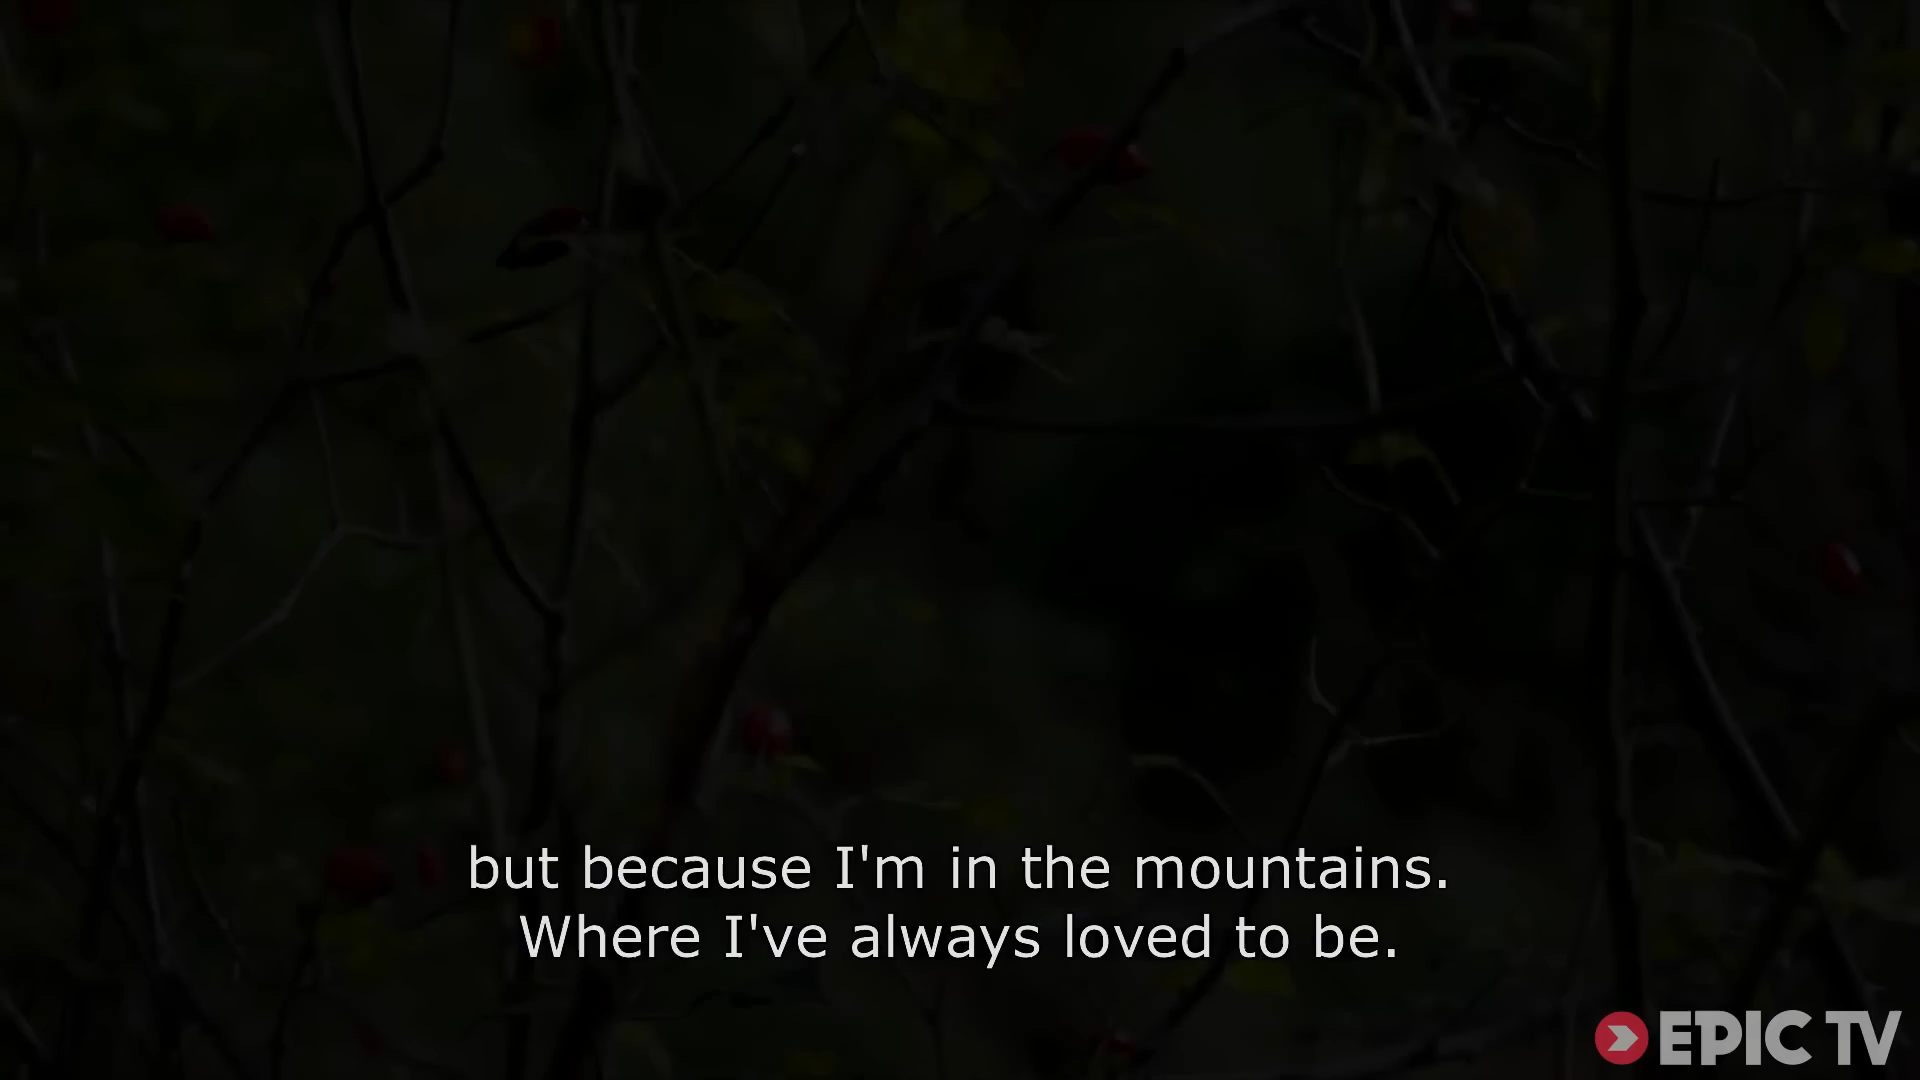 but because I'm in the mountains.
Where I've always loved to be.
EPIC TV